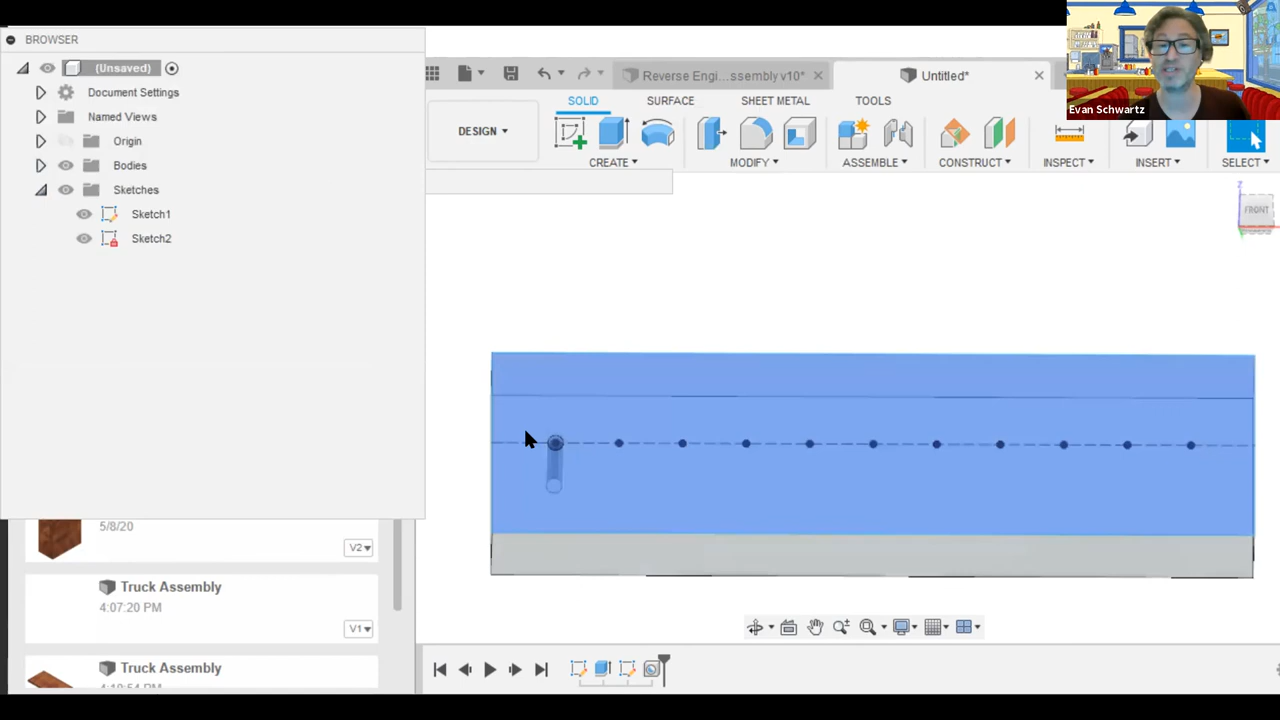 BROWSER
(Unsaved)
Document Settings
Named Views
Origin
Bodies
Sketches
Sketch1
Sketch2
5/8/20
V2
Truck Assembly
4:07:20 PM
V1
Truck Assembly
Reverse Engi...ssembly v10*
Untitled*
DESIGN
SOLID
SURFACE
SHEET METAL
TOOLS
CREATE
MODIFY
ASSEMBLE
CONSTRUCT
INSPECT
INSERT
SELECT
Evan Schwartz
Z
FRONT